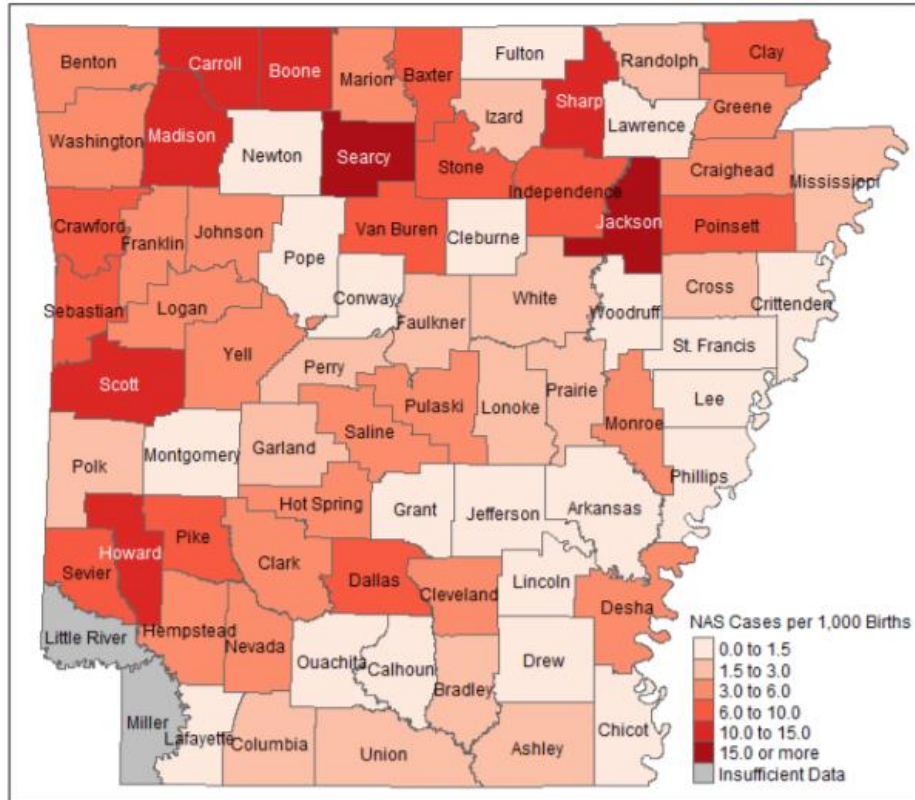 Benton
Carroll
Boone
Marion
Baxter
Fulton
Randolph
Clay
Sharp
Izard
Greene
Lawrence
Washington
Madison
Newton
Searcy
Stone
Independence
Craighead
Mississippi
Crawford
Franklin
Johnson
Pope
Van Buren
Cleburne
Jackson
Poinsett
Sebastian
Logan
Conway
Faulkner
White
Woodruff
Cross
Crittenden
St. Francis
Yell
Perry
Scott
Pulaski
Lonoke
Prairie
Monroe
Lee
Saline
Garland
Montgomery
Polk
Phillips
Hot Spring
Grant
Jefferson
Arkansas
Howard
Pike
Clark
Dallas
Cleveland
Lincoln
Desha
Sevier
Little River
Hempstead
Nevada
Ouachita
Calhoun
Drew
Bradley
Miller
Lafayette
Columbia
Union
Ashley
Chicot
NAS Cases per 1,000 Births
0.0 to 1.5
1.5 to 3.0
3.0 to 6.0
6.0 to 10.0
10.0 to 15.0
15.0 or more
Insufficient Data